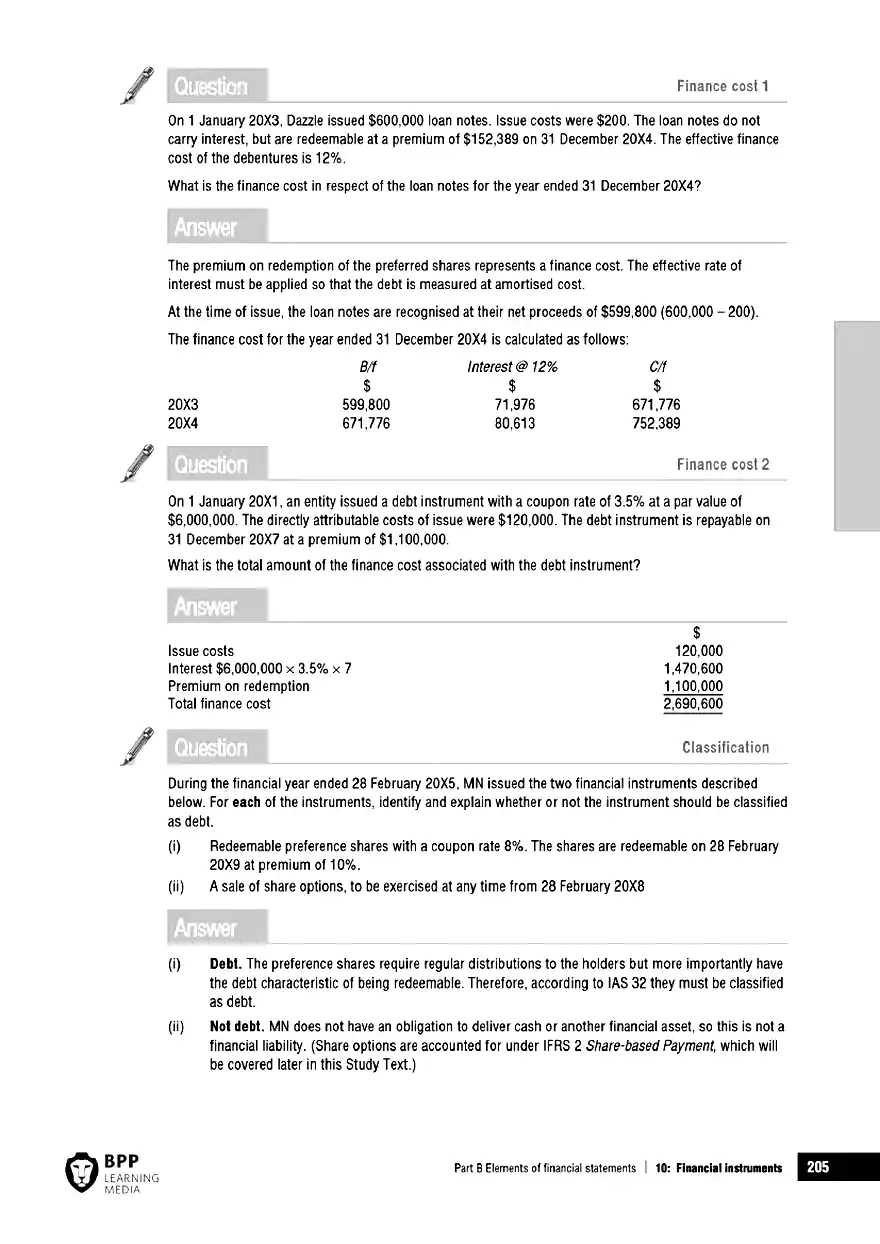 Question
Finance cost 1
On 1 January 20X3, Dazzle issued $600,000 loan notes. Issue costs were $200. The loan notes do not
carry interest, but are redeemable at a premium of $152,389 on 31 December 20X4. The effective finance
cost of the debentures is 12%.
What is the finance cost in respect of the loan notes for the year ended 31 December 20X4?
Answer
The premium on redemption of the preferred shares represents a finance cost. The effective rate of
interest must be applied so that the debt is measured at amortised cost.
At the time of issue, the loan notes are recognised at their net proceeds of $599,800 (600,000 – 200).
The finance cost for the year ended 31 December 20X4 is calculated as follows:
B/f Interest @ 12% C/f
$ $ $
20X3 599,800 71,976 671,776
20X4 671,776 80,613 752,389
Question
Finance cost 2
On 1 January 20X1, an entity issued a debt instrument with a coupon rate of 3.5% at a par value of
$6,000,000. The directly attributable costs of issue were $120,000. The debt instrument is repayable on
31 December 20X7 at a premium of $1,100,000.
What is the total amount of the finance cost associated with the debt instrument?
Answer
$
Issue costs 120,000
Interest $6,000,000 × 3.5% × 7 1,470,600
Premium on redemption 1,100,000
Total finance cost 2,690,600
Question
Classification
During the financial year ended 28 February 20X5, MN issued the two financial instruments described
below. For each of the instruments, identify and explain whether or not the instrument should be classified
as debt.
(i) Redeemable preference shares with a coupon rate 8%. The shares are redeemable on 28 February
20X9 at premium of 10%.
(ii) A sale of share options, to be exercised at any time from 28 February 20X8
Answer
(i) Debt. The preference shares require regular distributions to the holders but more importantly have
the debt characteristic of being redeemable. Therefore, according to IAS 32 they must be classified
as debt.
(ii) Not debt. MN does not have an obligation to deliver cash or another financial asset, so this is not a
financial liability. (Share options are accounted for under IFRS 2 Share-based Payment, which will
be covered later in this Study Text.)
BPP
LEARNING
MEDIA
Part B Elements of financial statements | 10: Financial instruments 205